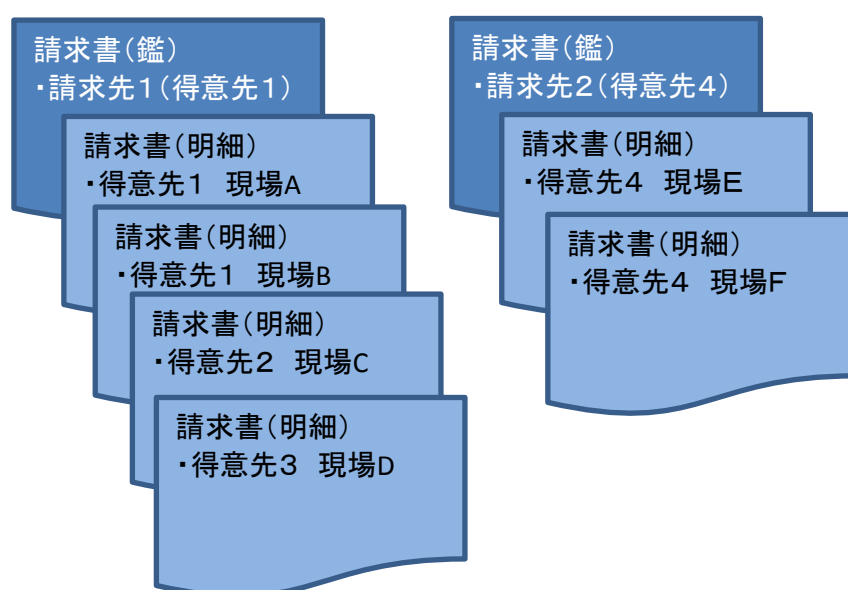 請求書(鑑)
・請求先1(得意先1)
請求書(明細)
・得意先1 現場A
請求書(明細)
・得意先1 現場B
請求書(明細)
・得意先2 現場C
請求書(明細)
・得意先3 現場D
請求書(鑑)
・請求先2(得意先4)
請求書(明細)
・得意先4 現場E
請求書(明細)
・得意先4 現場F